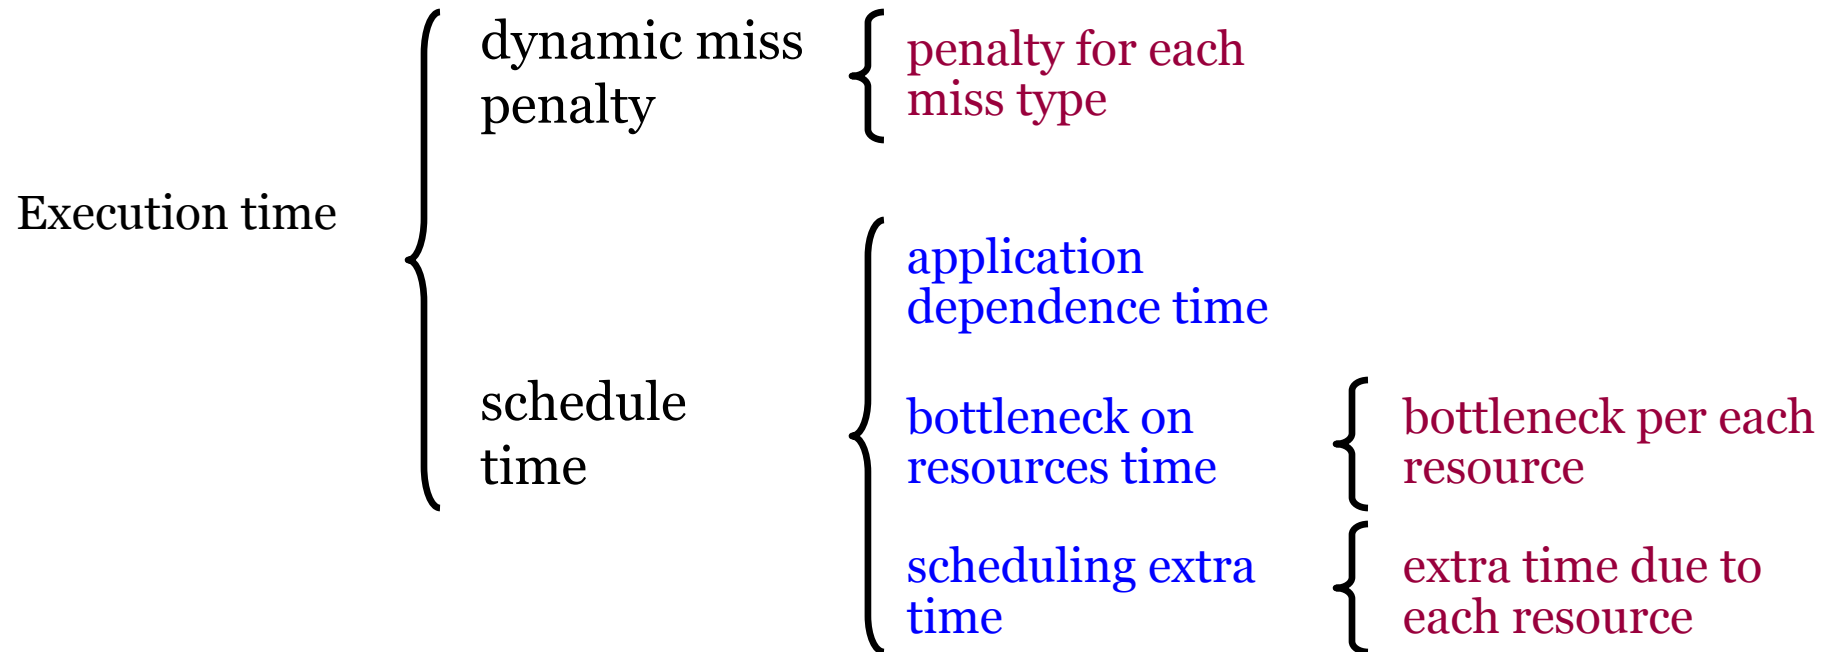 Execution time
dynamic miss
penalty
penalty for each
miss type
schedule
time
application
dependence time
bottleneck on
resources time
bottleneck per each
resource
scheduling extra
time
extra time due to
each resource